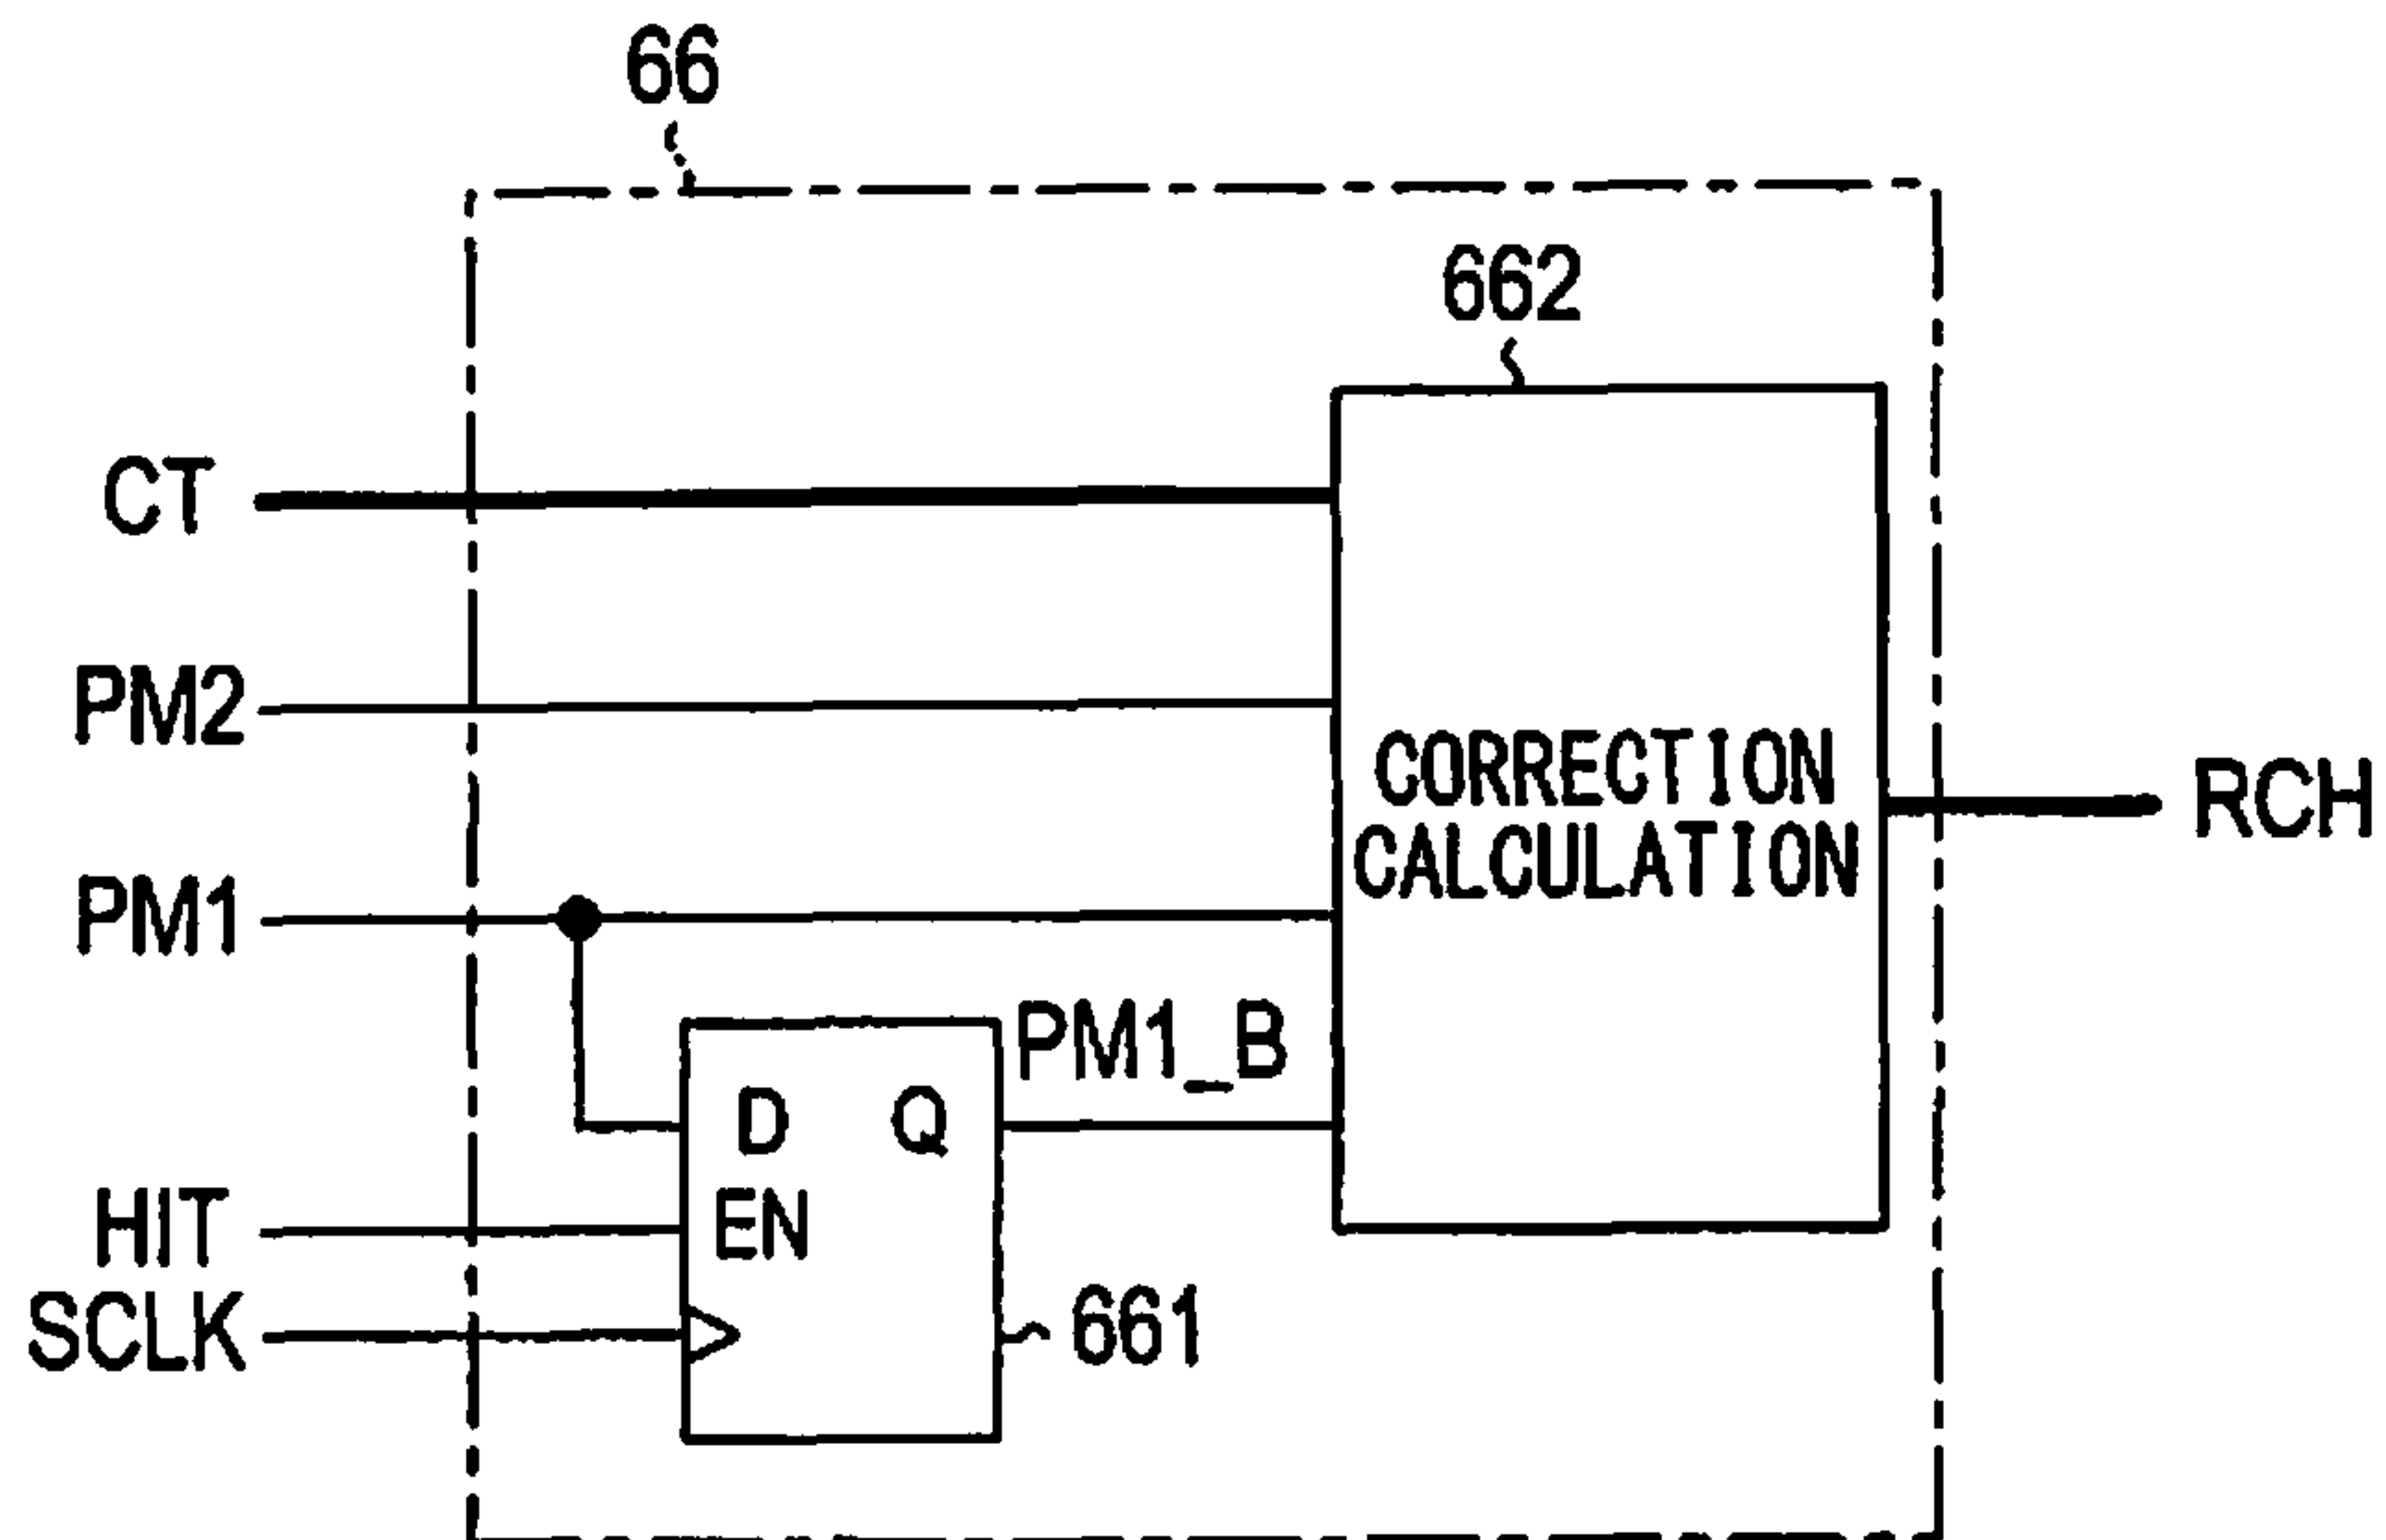 66
662
CT
PM2
CORRECTION
CALCULATION
RCH
PM1
PM1_B
D Q
HIT
EN
SCLK
661